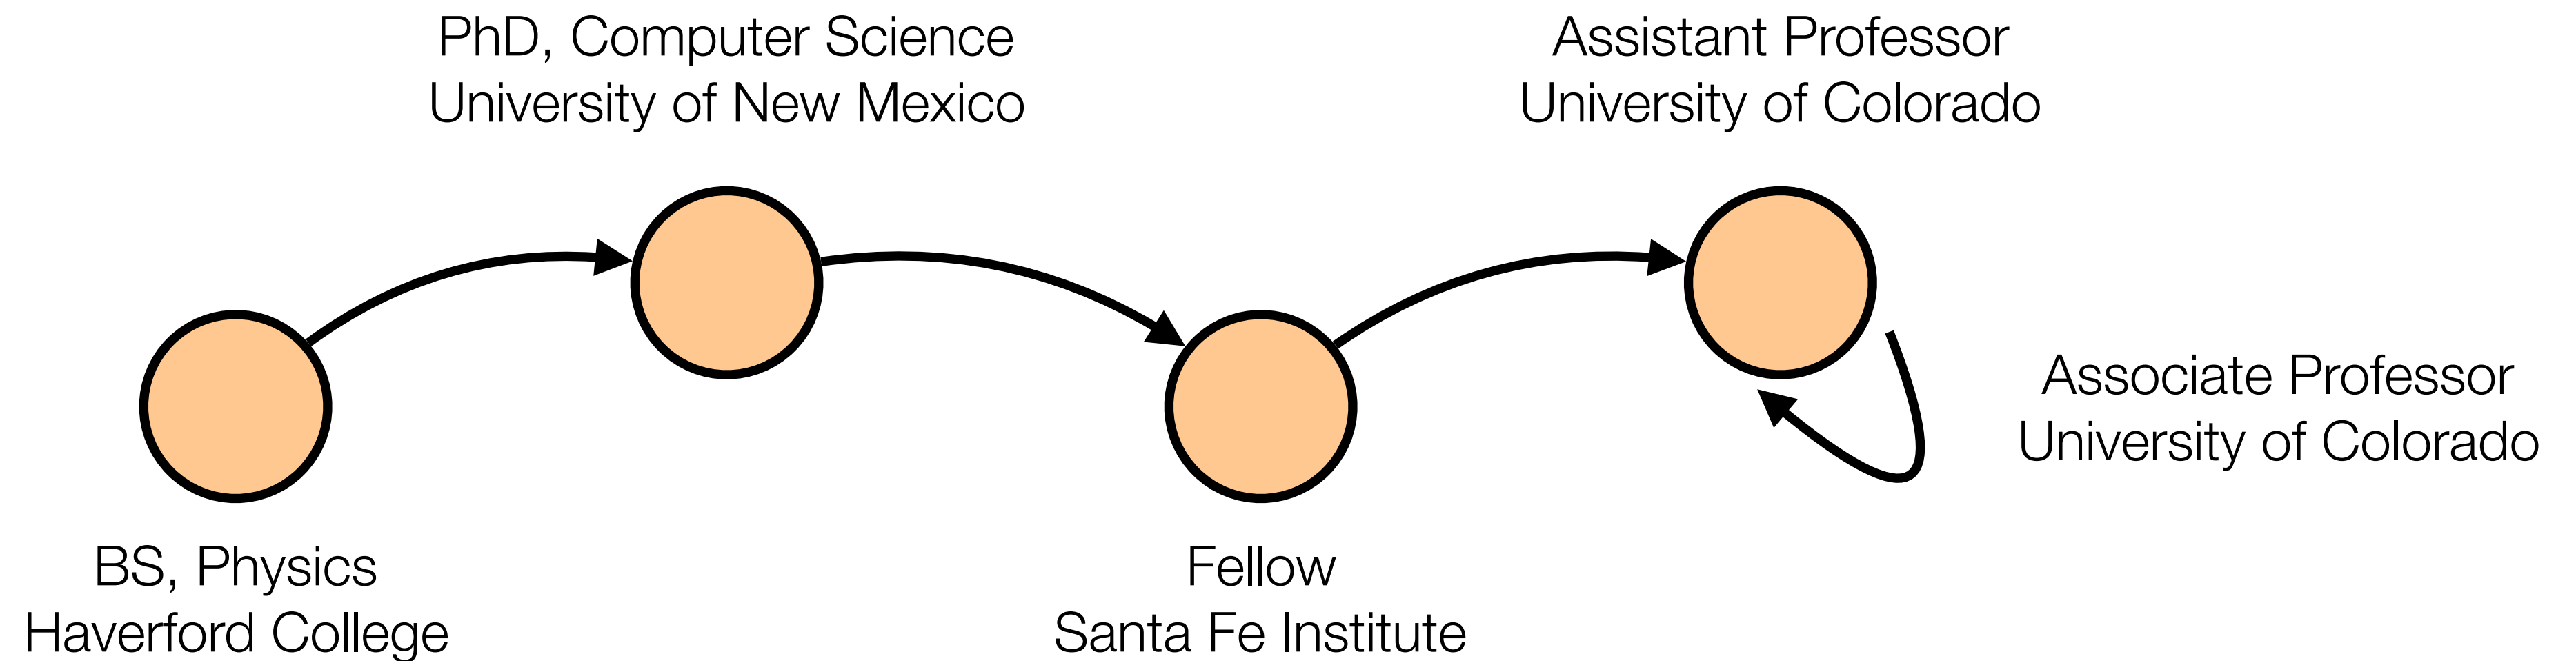 PhD, Computer Science
University of New Mexico
Assistant Professor
University of Colorado
Associate Professor
University of Colorado
BS, Physics
Haverford College
Fellow
Santa Fe Institute